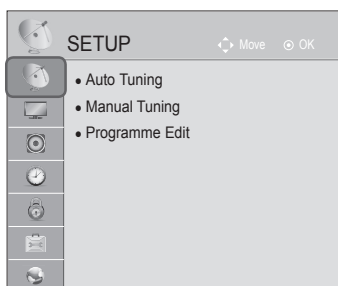 SETUP Move OK
• Auto Tuning
• Manual Tuning
• Programme Edit